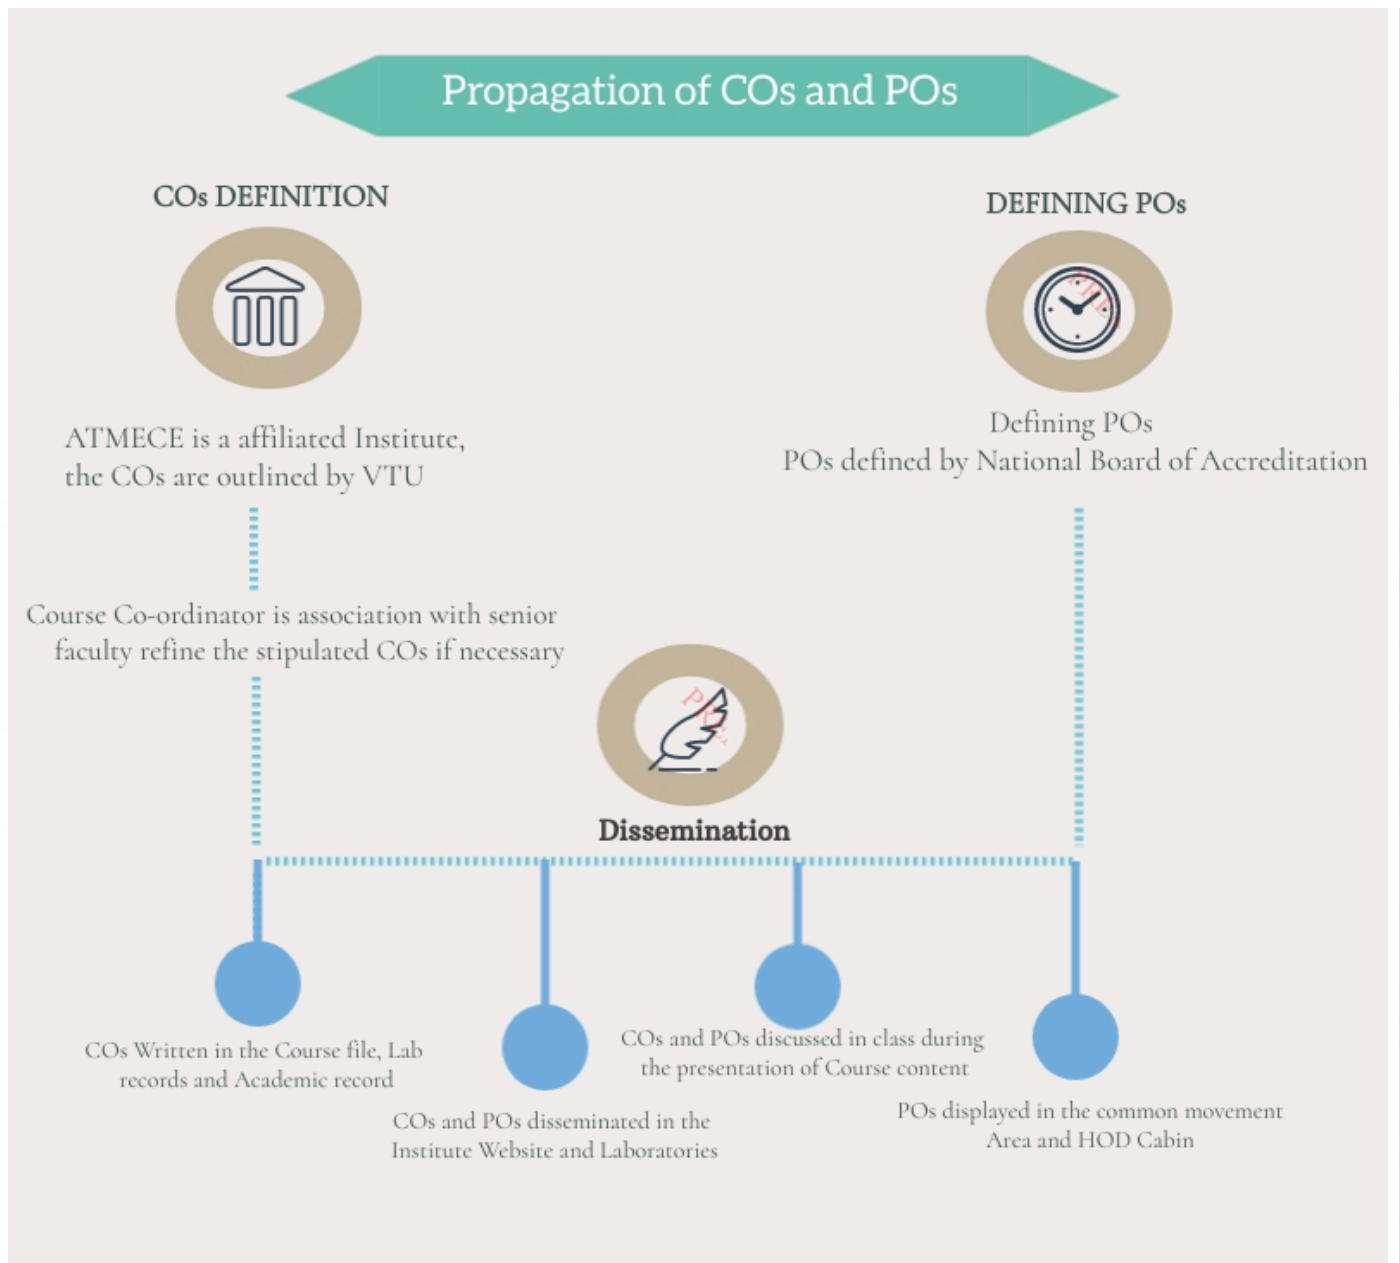 Propagation of COs and POs
COs DEFINITION
ATMECE is a affiliated Institute,
the COs are outlined by VTU
Course Co-ordinator is association with senior
faculty refine the stipulated COs if necessary
DEFINING POs
Defining POs
POs defined by National Board of Accreditation
Dissemination
COs Written in the Course file, Lab
records and Academic record
COs and POs disseminated in the
Institute Website and Laboratories
COs and POs discussed in class during
the presentation of Course content
POs displayed in the common movement
Area and HOD Cabin